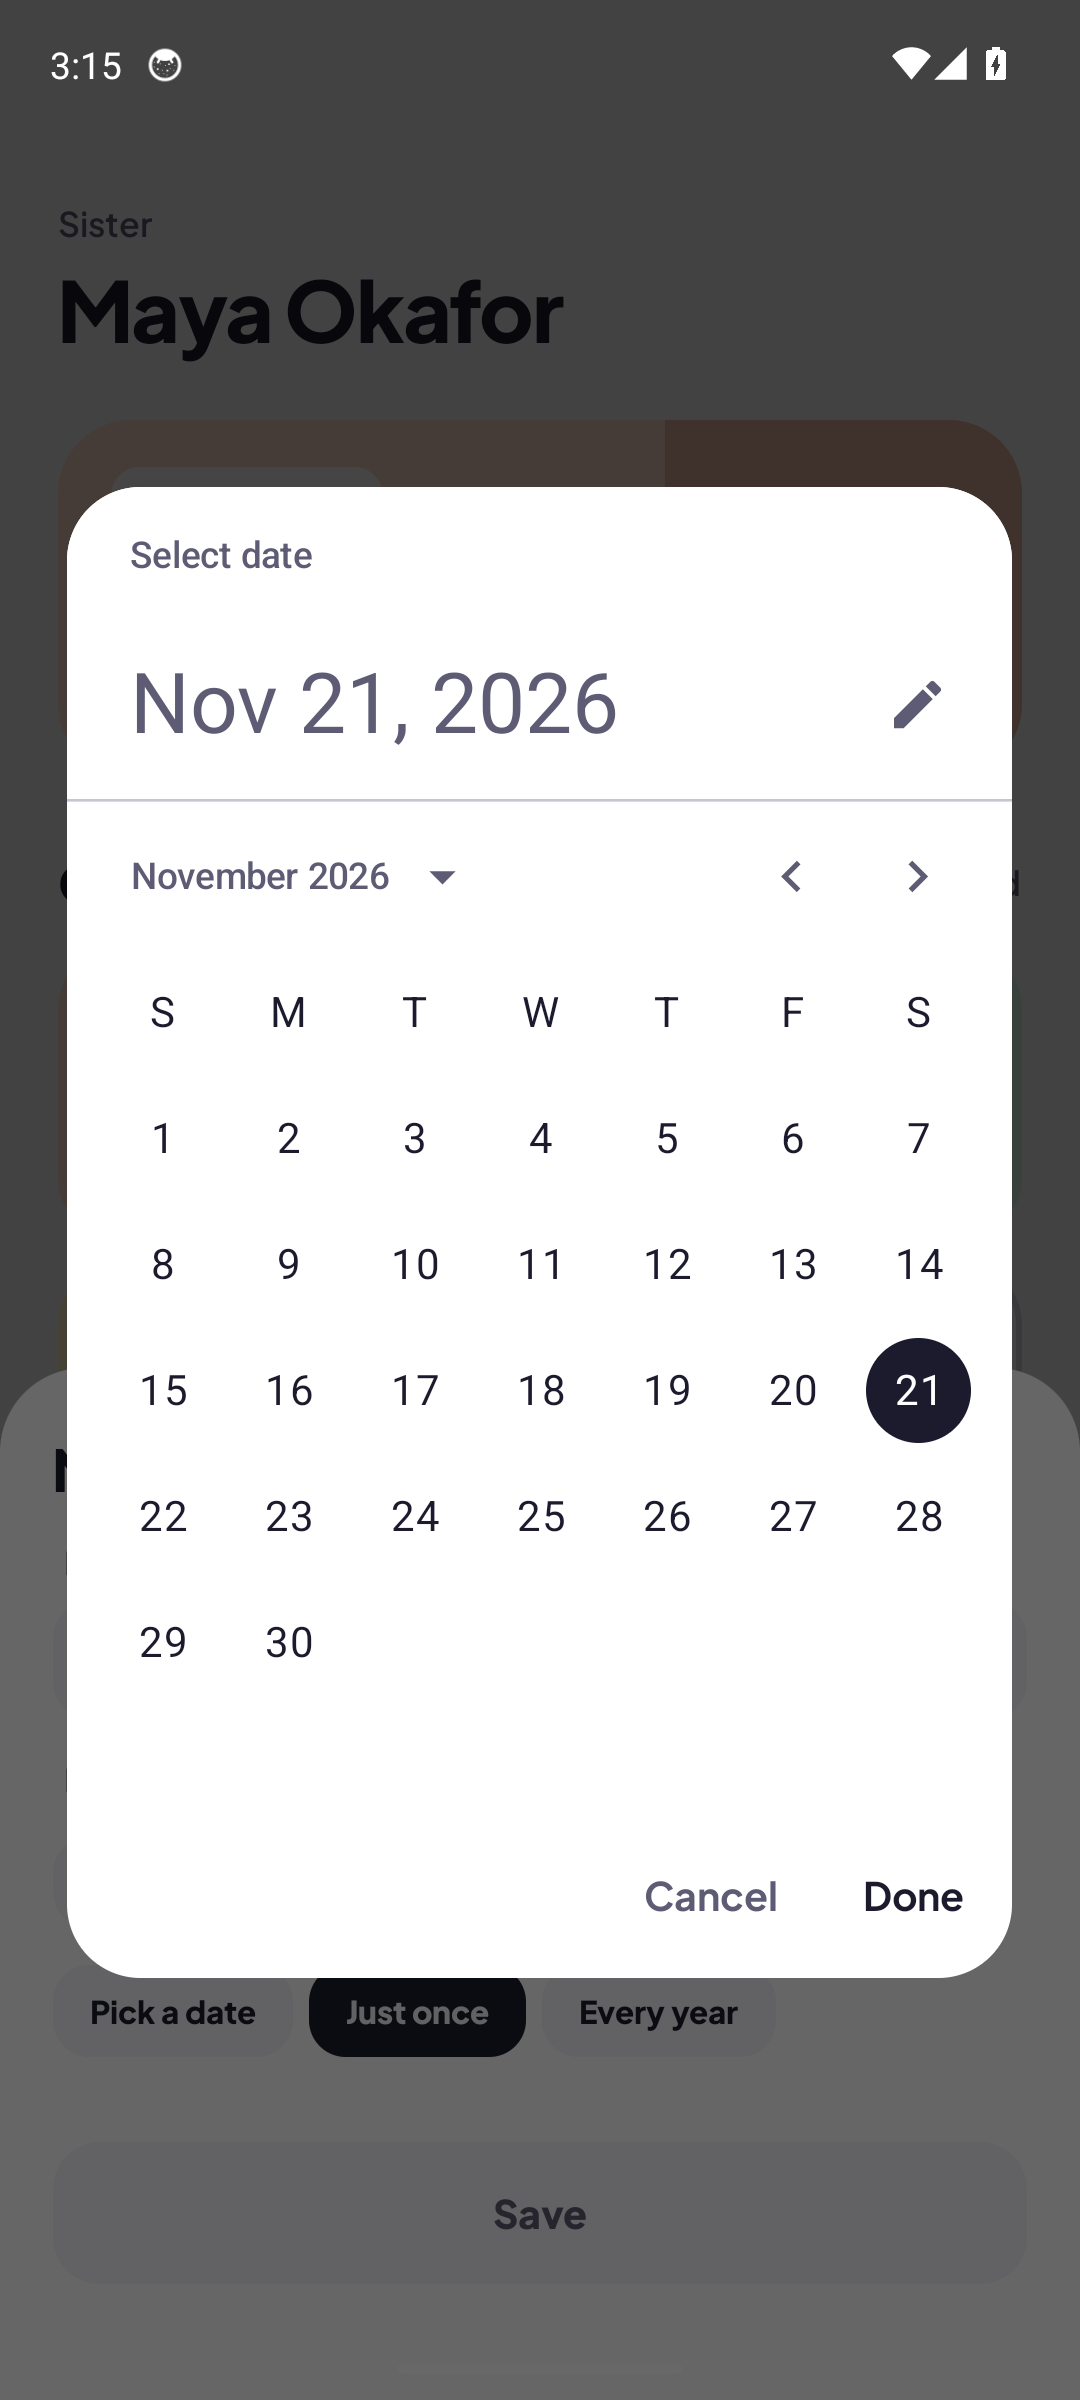 3:15
Sister
Maya Okafor
Select date
Nov 21, 2026
November 2026
S M T W T F S
1 2 3 4 5 6 7
8 9 10 11 12 13 14
15 16 17 18 19 20 21
22 23 24 25 26 27 28
29 30
Cancel Done
Pick a date Just once Every year
Save